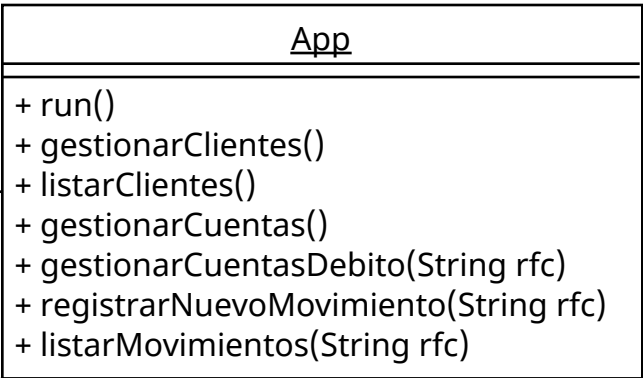 App
+ run()
+ gestionarClientes()
+ listarClientes()
+ gestionarCuentas()
+ gestionarCuentasDebito(String rfc)
+ registrarNuevoMovimiento(String rfc)
+ listarMovimientos(String rfc)